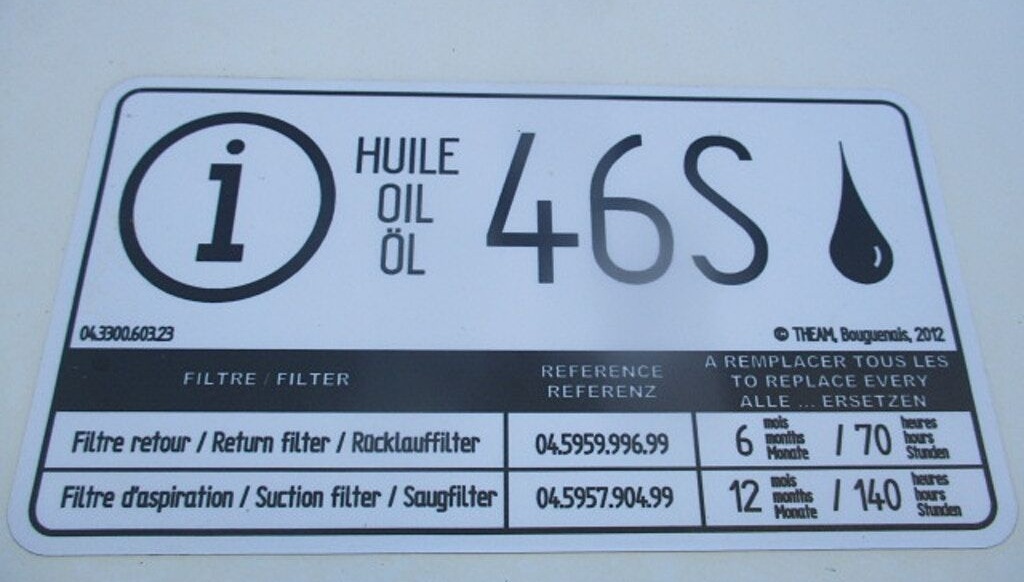 i
HUILE
OIL
ÖL
46S
04.3300.603.23
© THEAM, Bouguenais, 2012
FILTRE / FILTER
REFERENCE
REFERENZ
A REMPLACER TOUS LES
TO REPLACE EVERY
ALLE ... ERSETZEN
Filtre retour / Return filter / Rücklauffilter
04.5959.996.99
6 mois months Monate / 70 heures hours Stunden
Filtre d'aspiration / Suction filter / Saugfilter
04.5957.904.99
12 mois months Monate / 140 heures hours Stunden